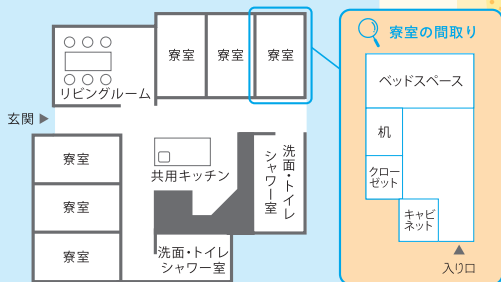 リビングルーム
寮室
寮室
寮室
玄関 ▶
寮室
寮室
寮室
共用キッチン
洗面・トイレ
シャワー室
洗面・トイレ
シャワー室
寮室の間取り
ベッドスペース
机
クロー
ゼット
キャビ
ネット
▲
入り口